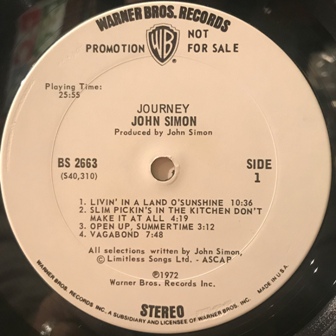 WARNER BROS. RECORDS
PROMOTION WB NOT FOR SALE
Playing Time:
25:55
JOURNEY
JOHN SIMON
Produced by John Simon
BS 2663
(S40,310)
SIDE
1
1. LIVIN' IN A LAND O'SUNSHINE 10:36
2. SLIM PICKIN'S IN THE KITCHEN DON'T
MAKE IT AT ALL 4:19
3. OPEN UP, SUMMERTIME 3:12
4. VAGABOND 7:48
All selections written by John Simon,
© Limitless Songs Ltd. - ASCAP
℗1972
Warner Bros. Records Inc.
STEREO
WARNER BROS. RECORDS INC., A SUBSIDIARY AND LICENSEE OF WARNER BROS. INC.
MADE IN U.S.A.